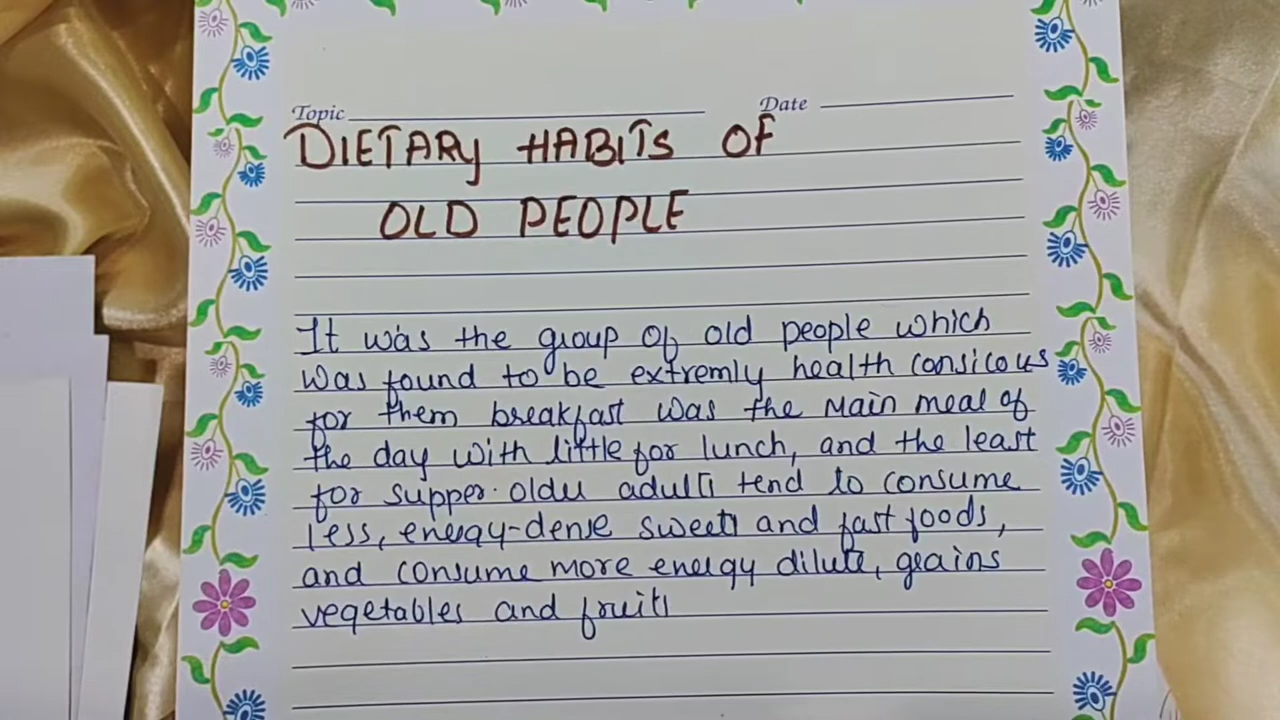 Topic Date
DIETARY HABITS OF
OLD PEOPLE
It was the group of old people which
was found to be extremly health consicous
for them breakfast was the main meal of
the day with little for lunch, and the least
for supper. older adults tend to consume
less, energy-dense sweets and fast foods,
and consume more energy dilute, grains
vegetables and fruits